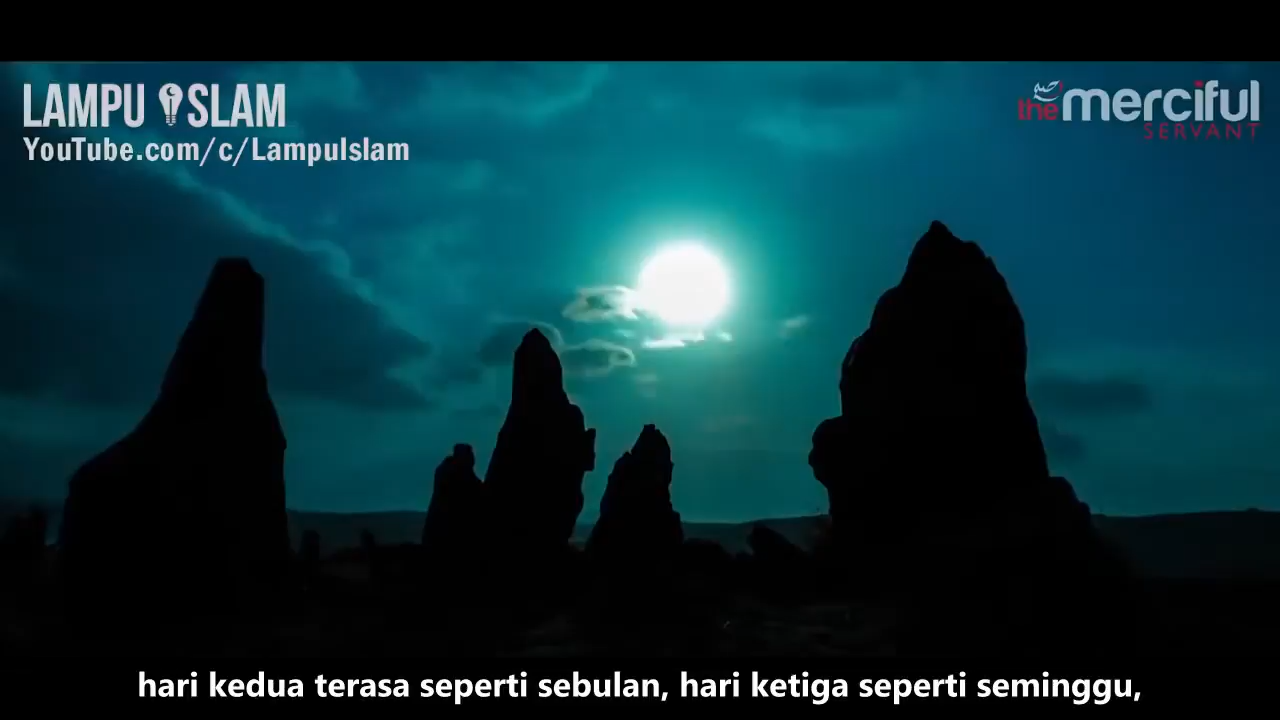 LAMPU ISLAM
YouTube.com/c/LampuIslam
the merciful
SERVANT
hari kedua terasa seperti sebulan, hari ketiga seperti seminggu,